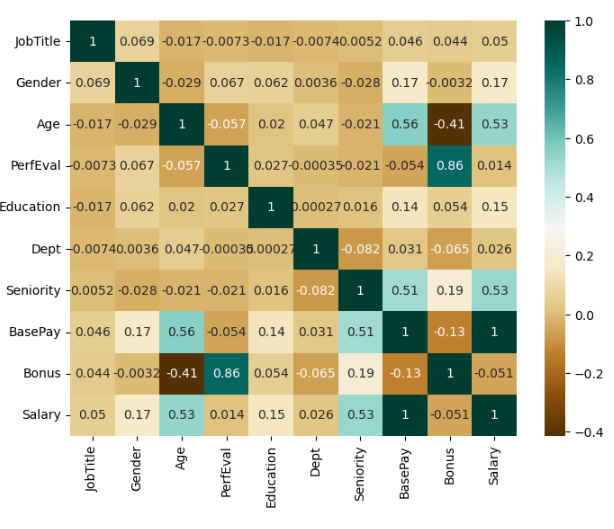 JobTitle 1 0.069 -0.017 -0.0073 -0.017 -0.0074 0.0052 0.046 0.044 0.05
Gender 0.069 1 -0.029 0.067 0.062 0.0036 -0.028 0.17 -0.0032 0.17
Age -0.017 -0.029 1 -0.057 0.02 0.047 -0.021 0.56 -0.41 0.53
PerfEval -0.0073 0.067 -0.057 1 0.027 -0.00035 -0.021 -0.054 0.86 0.014
Education -0.017 0.062 0.02 0.027 1 0.00027 0.016 0.14 0.054 0.15
Dept -0.0074 0.0036 0.047 -0.00035 0.00027 1 -0.082 0.031 -0.065 0.026
Seniority 0.0052 -0.028 -0.021 -0.021 0.016 -0.082 1 0.51 0.19 0.53
BasePay 0.046 0.17 0.56 -0.054 0.14 0.031 0.51 1 -0.13 1
Bonus 0.044 -0.0032 -0.41 0.86 0.054 -0.065 0.19 -0.13 1 -0.051
Salary 0.05 0.17 0.53 0.014 0.15 0.026 0.53 1 -0.051 1
JobTitle Gender Age PerfEval Education Dept Seniority BasePay Bonus Salary
1.0
0.8
0.6
0.4
0.2
0.0
−0.2
−0.4